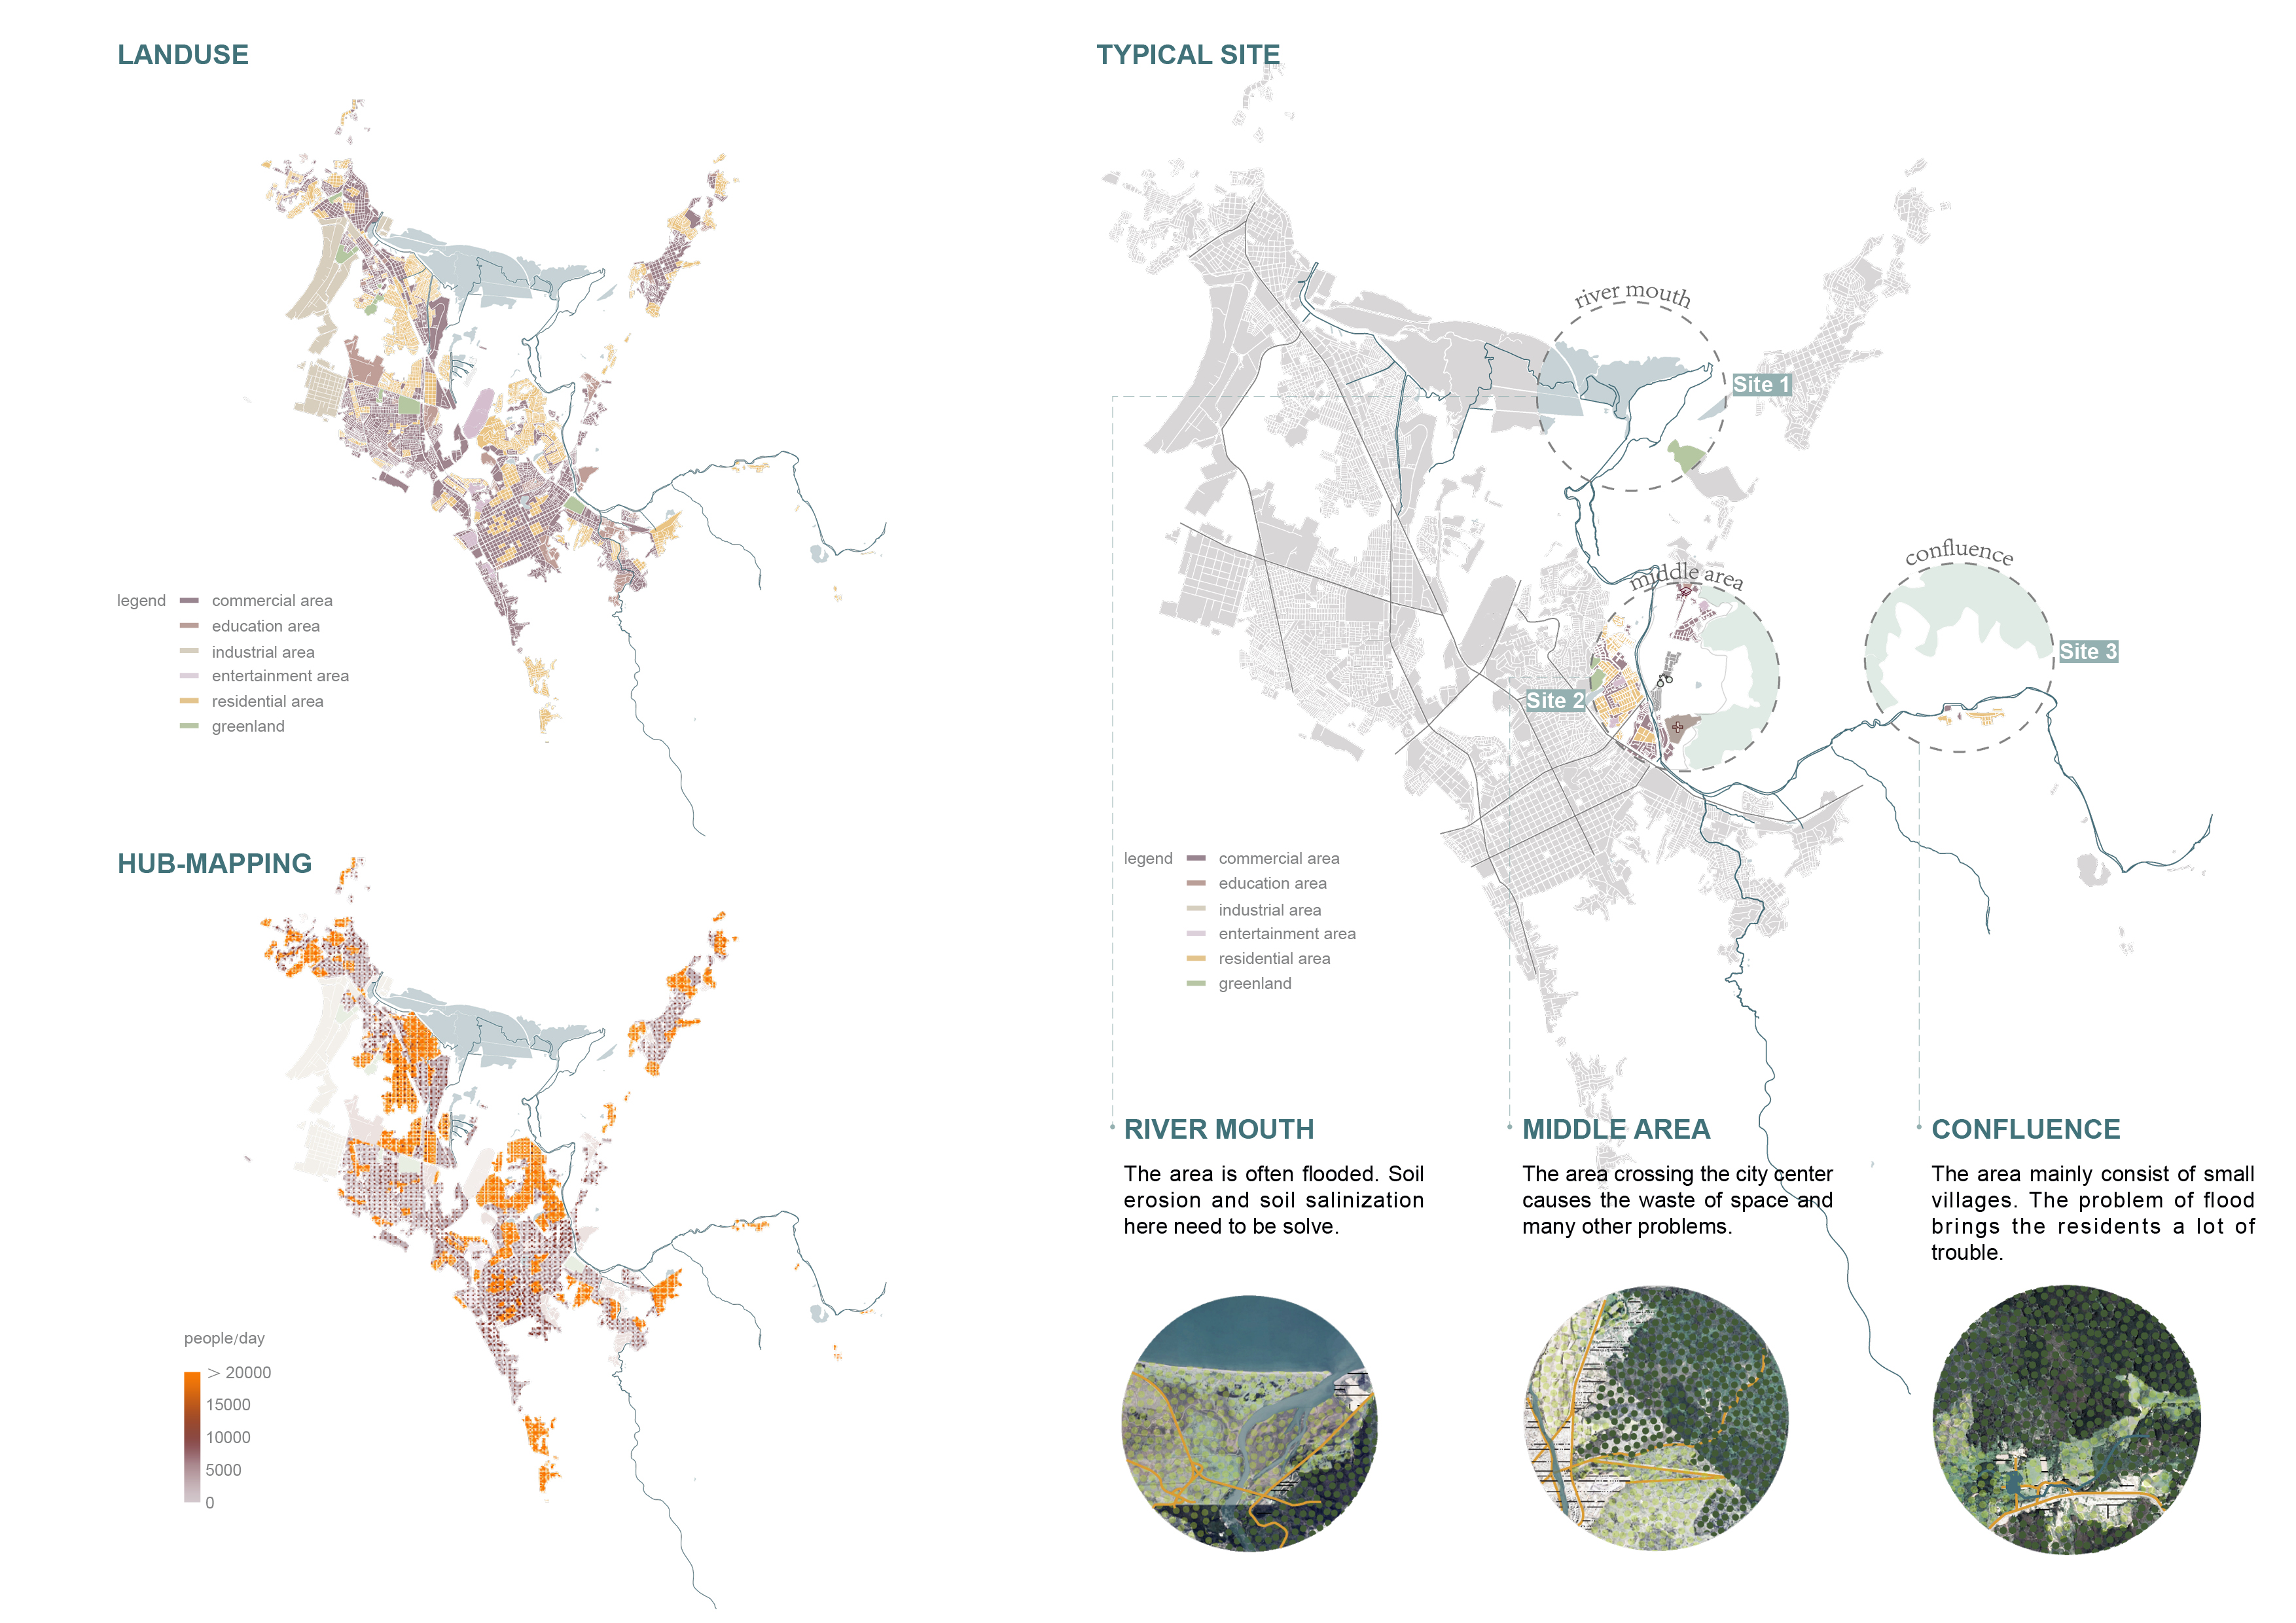 LANDUSE
legend
commercial area
education area
industrial area
entertainment area
residential area
greenland
HUB-MAPPING
people/day
> 20000
15000
10000
5000
0
TYPICAL SITE
river mouth
Site 1
confluence
middle area
Site 3
Site 2
legend
commercial area
education area
industrial area
entertainment area
residential area
greenland
RIVER MOUTH
The area is often flooded. Soil
erosion and soil salinization
here need to be solve.
MIDDLE AREA
The area crossing the city center
causes the waste of space and
many other problems.
CONFLUENCE
The area mainly consist of small
villages. The problem of flood
brings the residents a lot of
trouble.